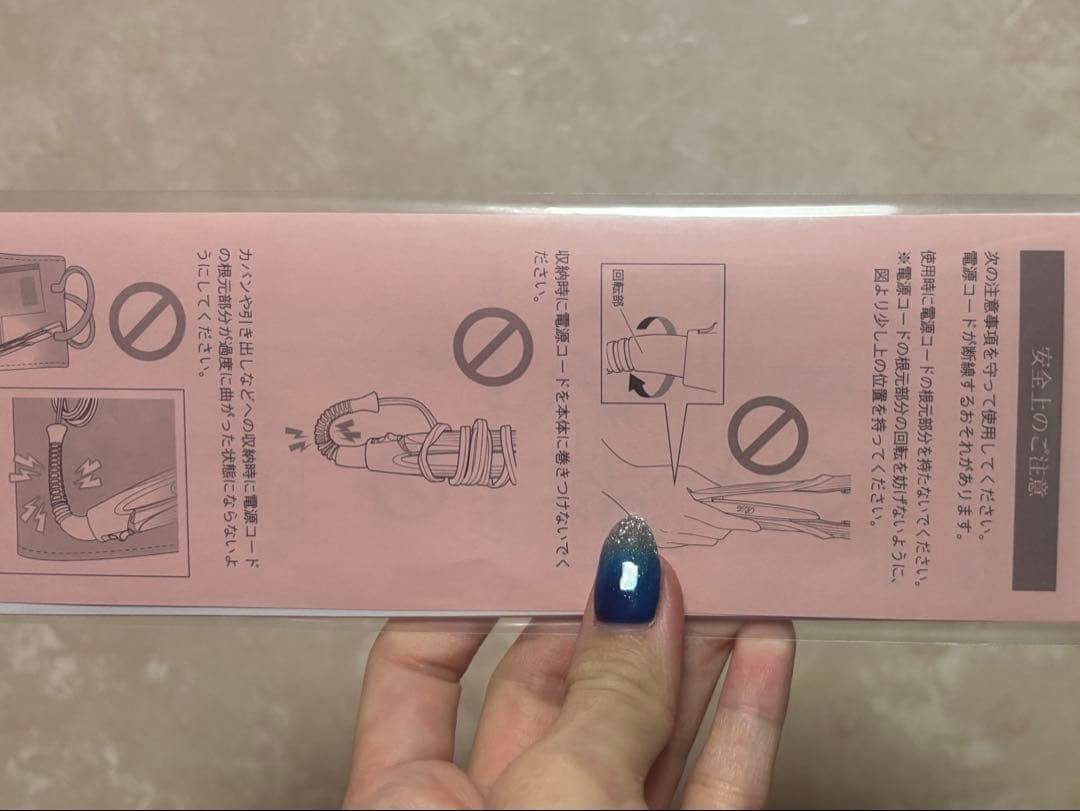 安全上のご注意
次の注意事項を守って使用してください。
電源コードが断線するおそれがあります。
使用時に電源コードの根元部分を持たないでください。
※電源コードの根元部分の回転を妨げないように、
図より少し上の位置を持ってください。
回転部
収納時に電源コードを本体に巻きつけないでく
ださい。
カバンや引き出しなどへの収納時に電源コード
の根元部分が過度に曲がった状態にならないよ
うにしてください。